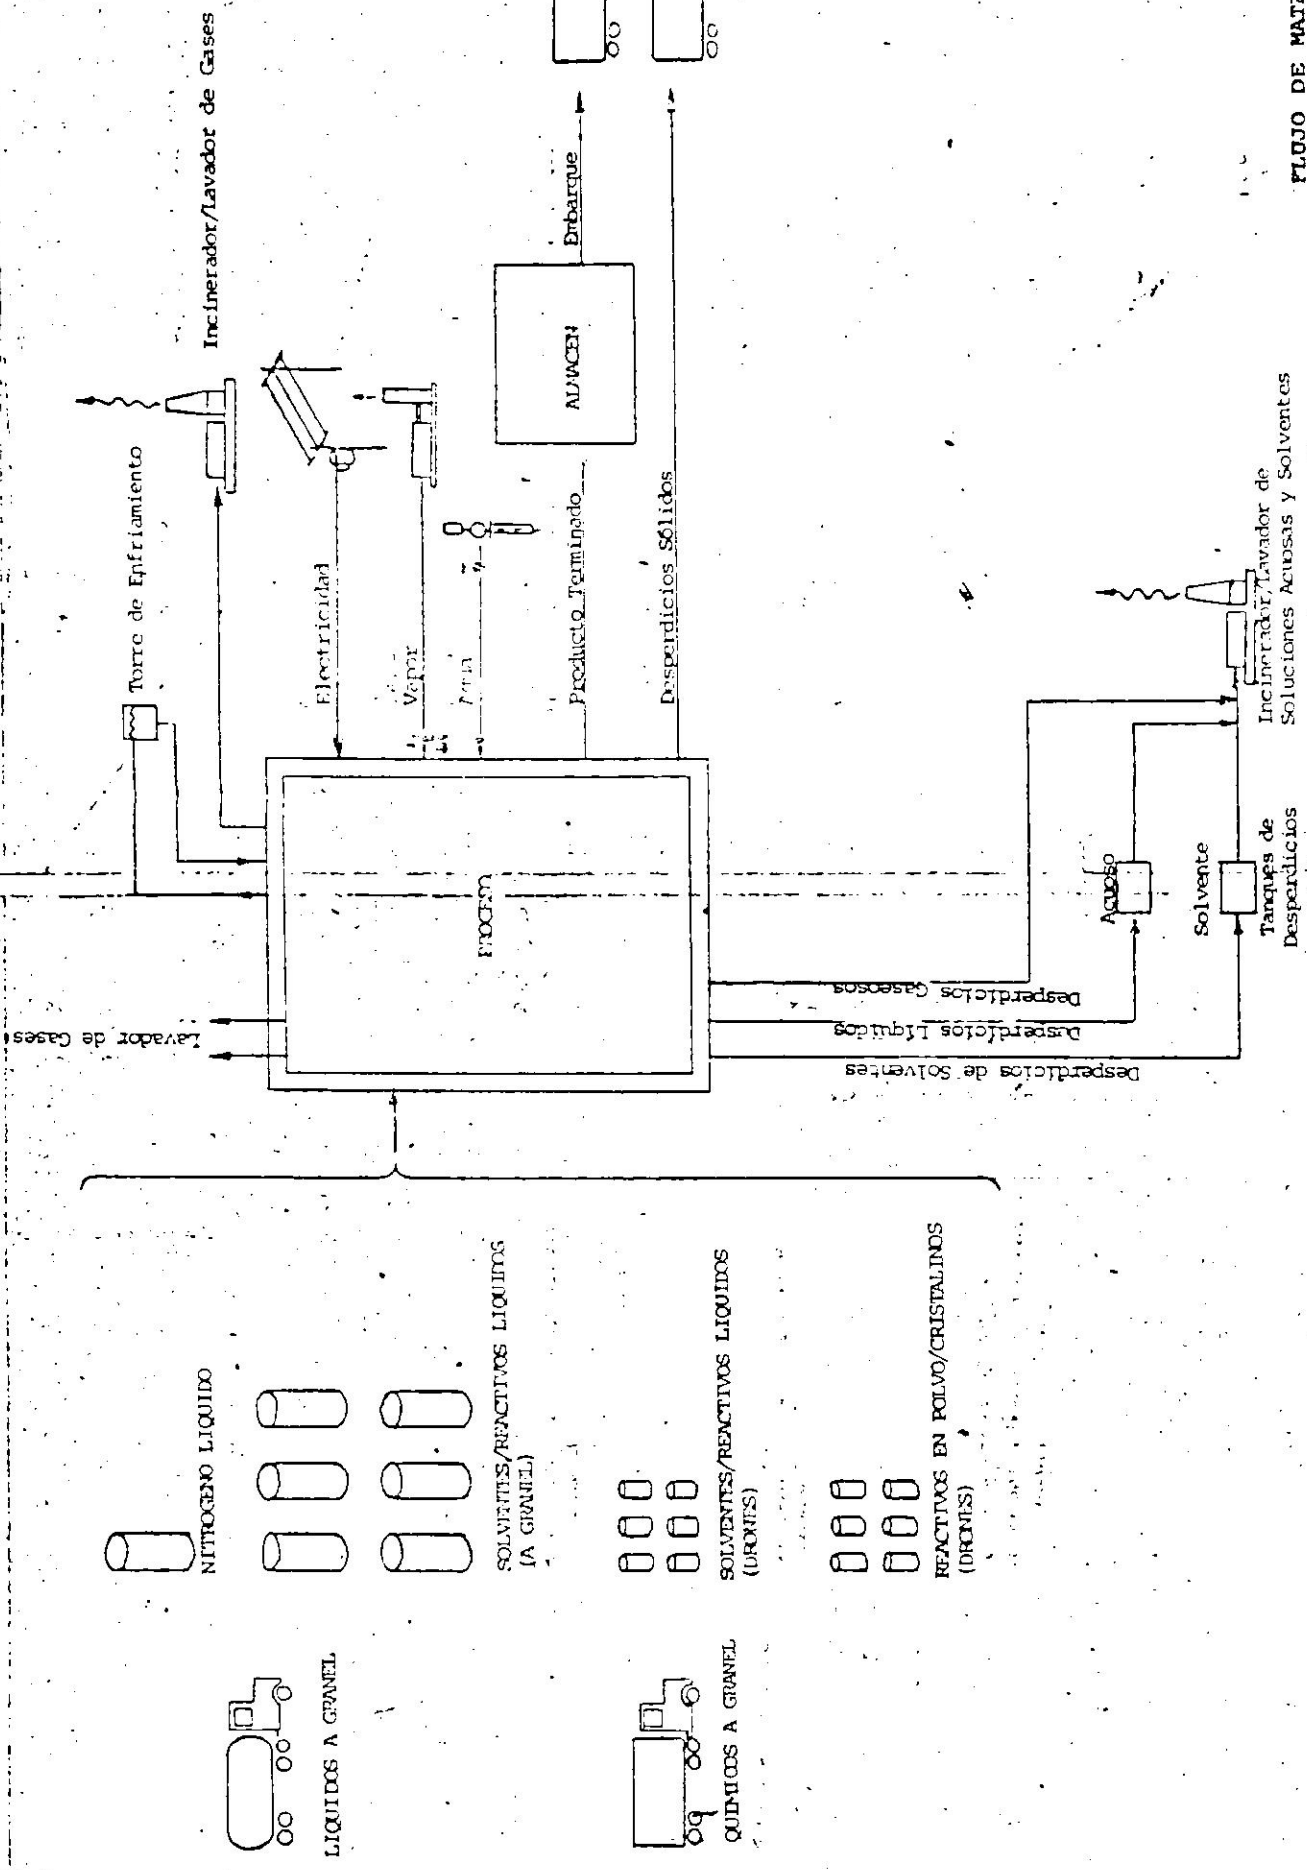 LIQUIDOS A GRANEL
QUIMICOS A GRANEL
NITROGENO LIQUIDO
SOLVENTES/REACTIVOS LIQUIDOS
(A GRANEL)
SOLVENTES/REACTIVOS LIQUIDOS
(DRONES)
REACTIVOS EN POLVO/CRISTALINOS
(DRONES)
Lavador de Gases
PROCESO
Torre de Enfriamiento
Incinerador/Lavador de Gases
Electricidad
Vapor
Agua
Producto Terminado
ALMACEN
Embarque
Desperdicios Sólidos
Desperdicios Gaseosos
Desperdicios Líquidos
Desperdicios de Solventes
Acuoso
Solvente
Tanques de
Desperdicios
Incinerador/Lavador de
Soluciones Acuosas y Solventes
FLUJO DE